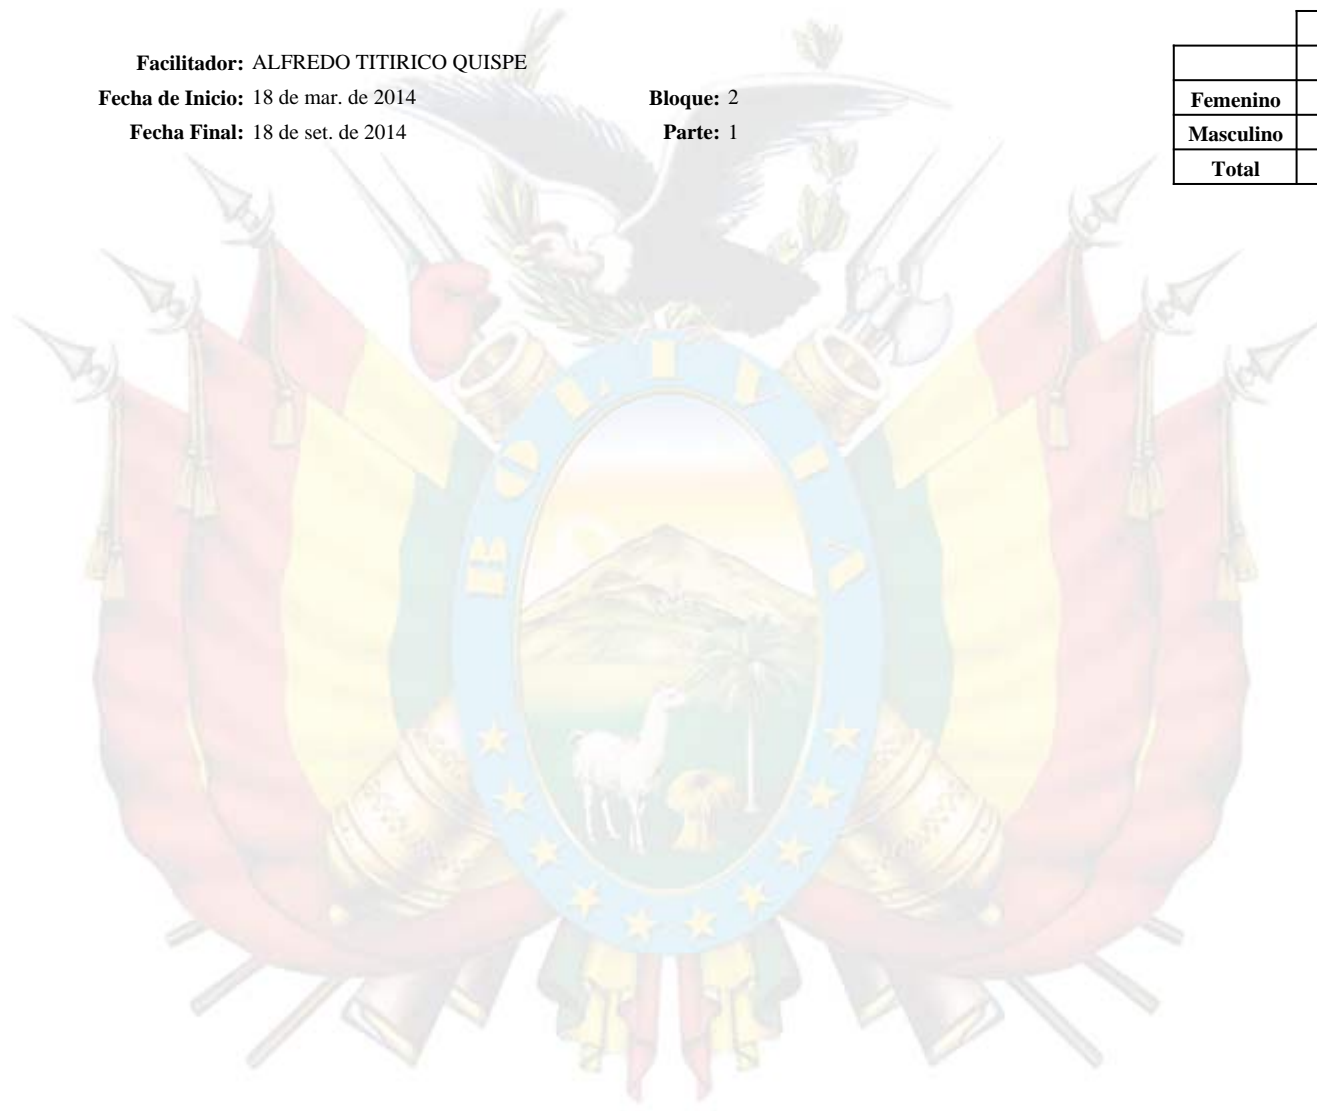 Facilitador: ALFREDO TITIRICO QUISPE
Fecha de Inicio: 18 de mar. de 2014 Bloque: 2
Fecha Final: 18 de set. de 2014 Parte: 1
Femenino
Masculino
Total
BOLIVIA